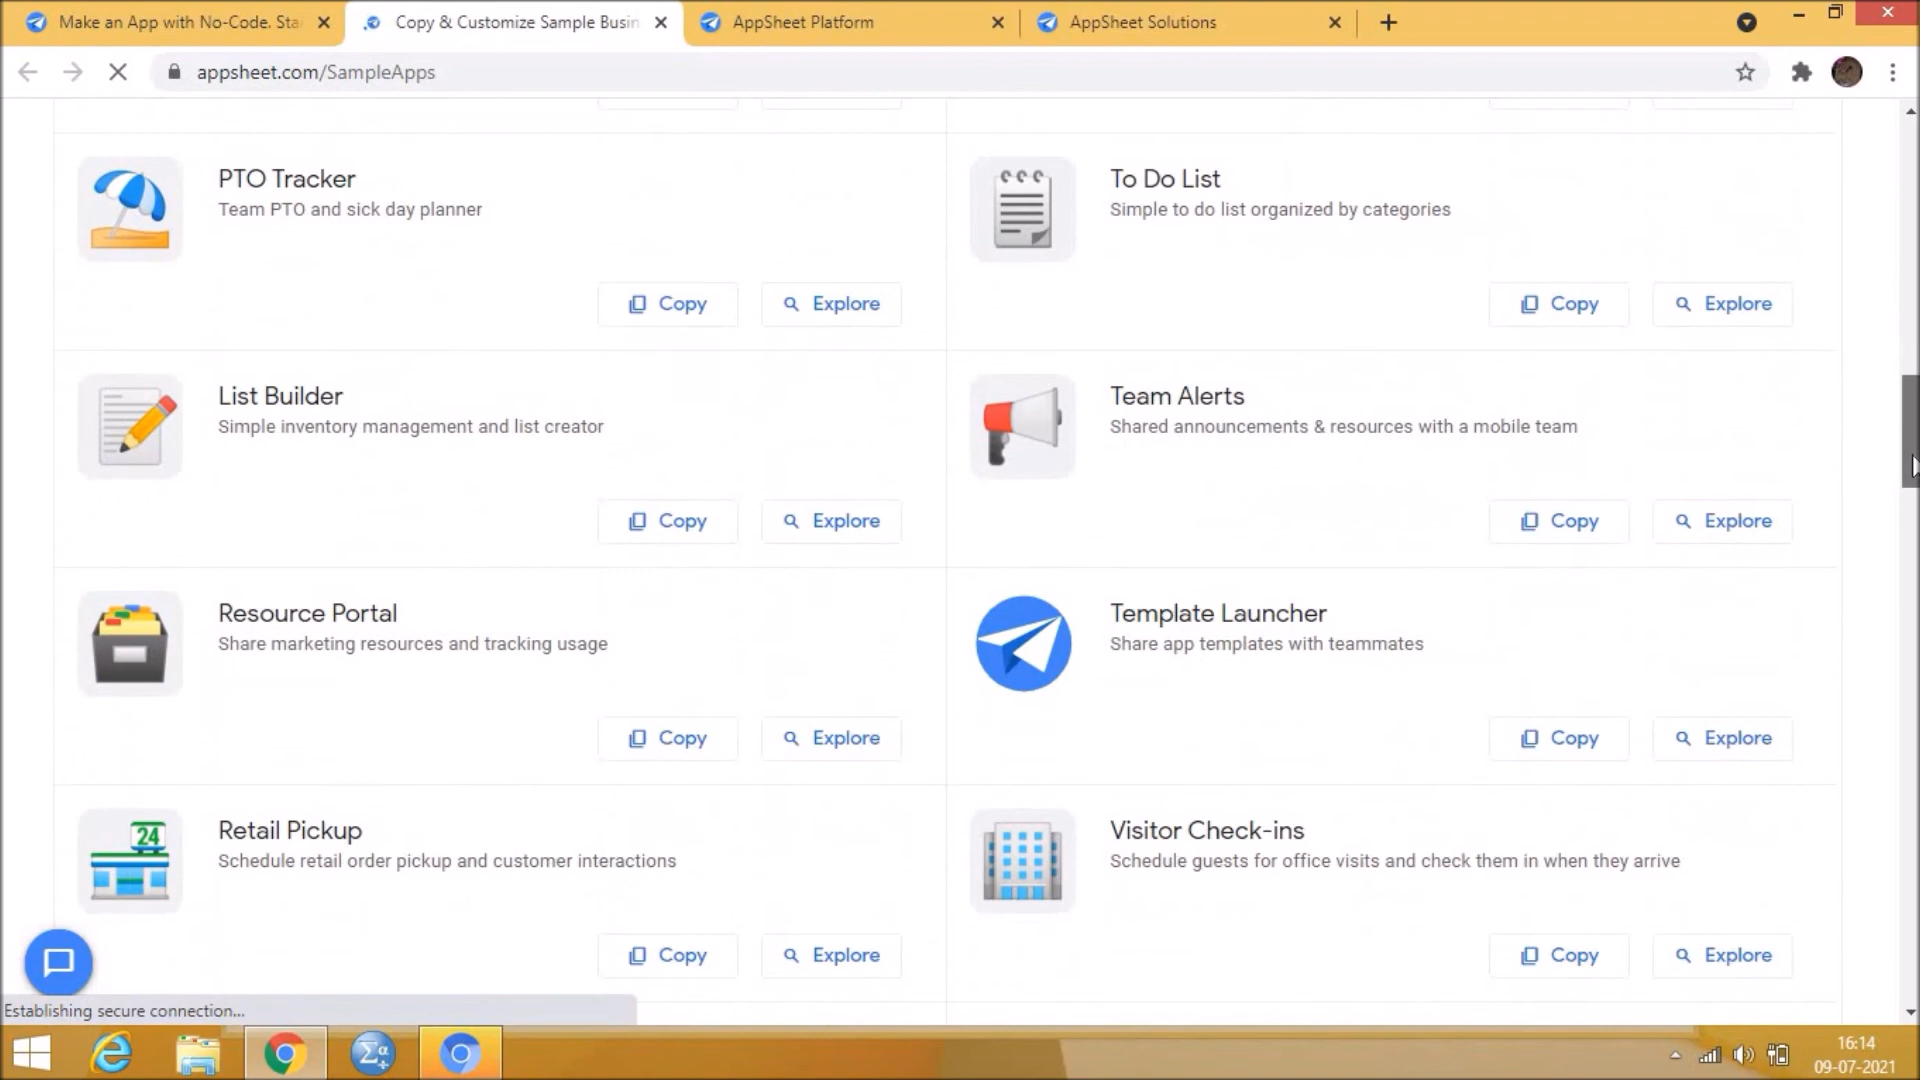 Make an App with No-Code. Sta
Copy & Customize Sample Busin
AppSheet Platform
AppSheet Solutions
appsheet.com/SampleApps
PTO Tracker
Team PTO and sick day planner
Copy
Explore
To Do List
Simple to do list organized by categories
Copy
Explore
List Builder
Simple inventory management and list creator
Copy
Explore
Team Alerts
Shared announcements & resources with a mobile team
Copy
Explore
Resource Portal
Share marketing resources and tracking usage
Copy
Explore
Template Launcher
Share app templates with teammates
Copy
Explore
24
Retail Pickup
Schedule retail order pickup and customer interactions
Copy
Explore
Visitor Check-ins
Schedule guests for office visits and check them in when they arrive
Copy
Explore
Establishing secure connection...
16:14
09-07-2021